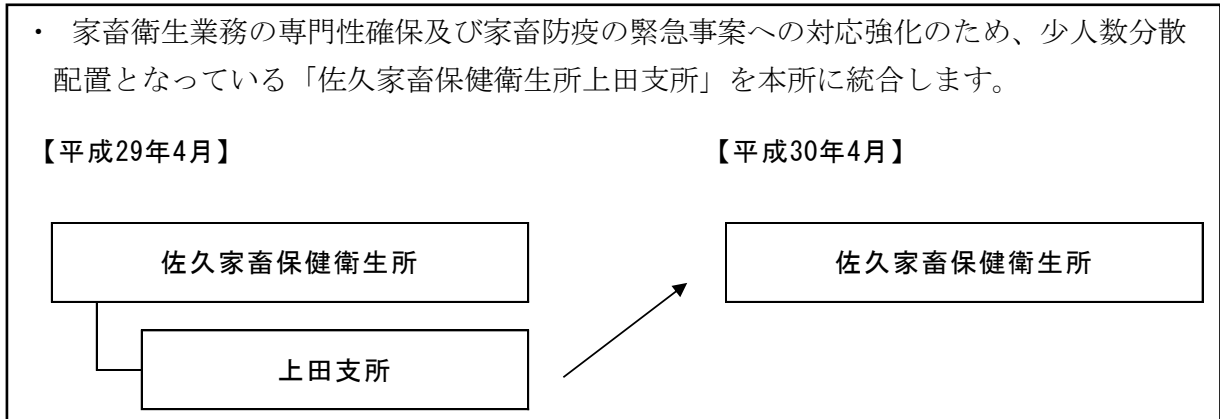 ・ 家畜衛生業務の専門性確保及び家畜防疫の緊急事案への対応強化のため、少人数分散
配置となっている「佐久家畜保健衛生所上田支所」を本所に統合します。
【平成29年4月】
【平成30年4月】
佐久家畜保健衛生所
佐久家畜保健衛生所
上田支所